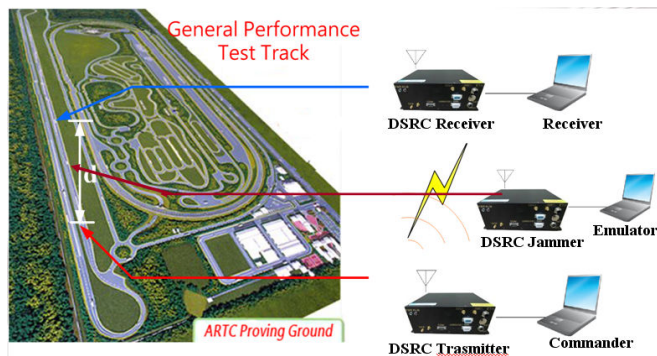 General Performance
Test Track
DSRC Receiver
Receiver
d
DSRC Jammer
Emulator
ARTC Proving Ground
DSRC Trasmitter
Commander